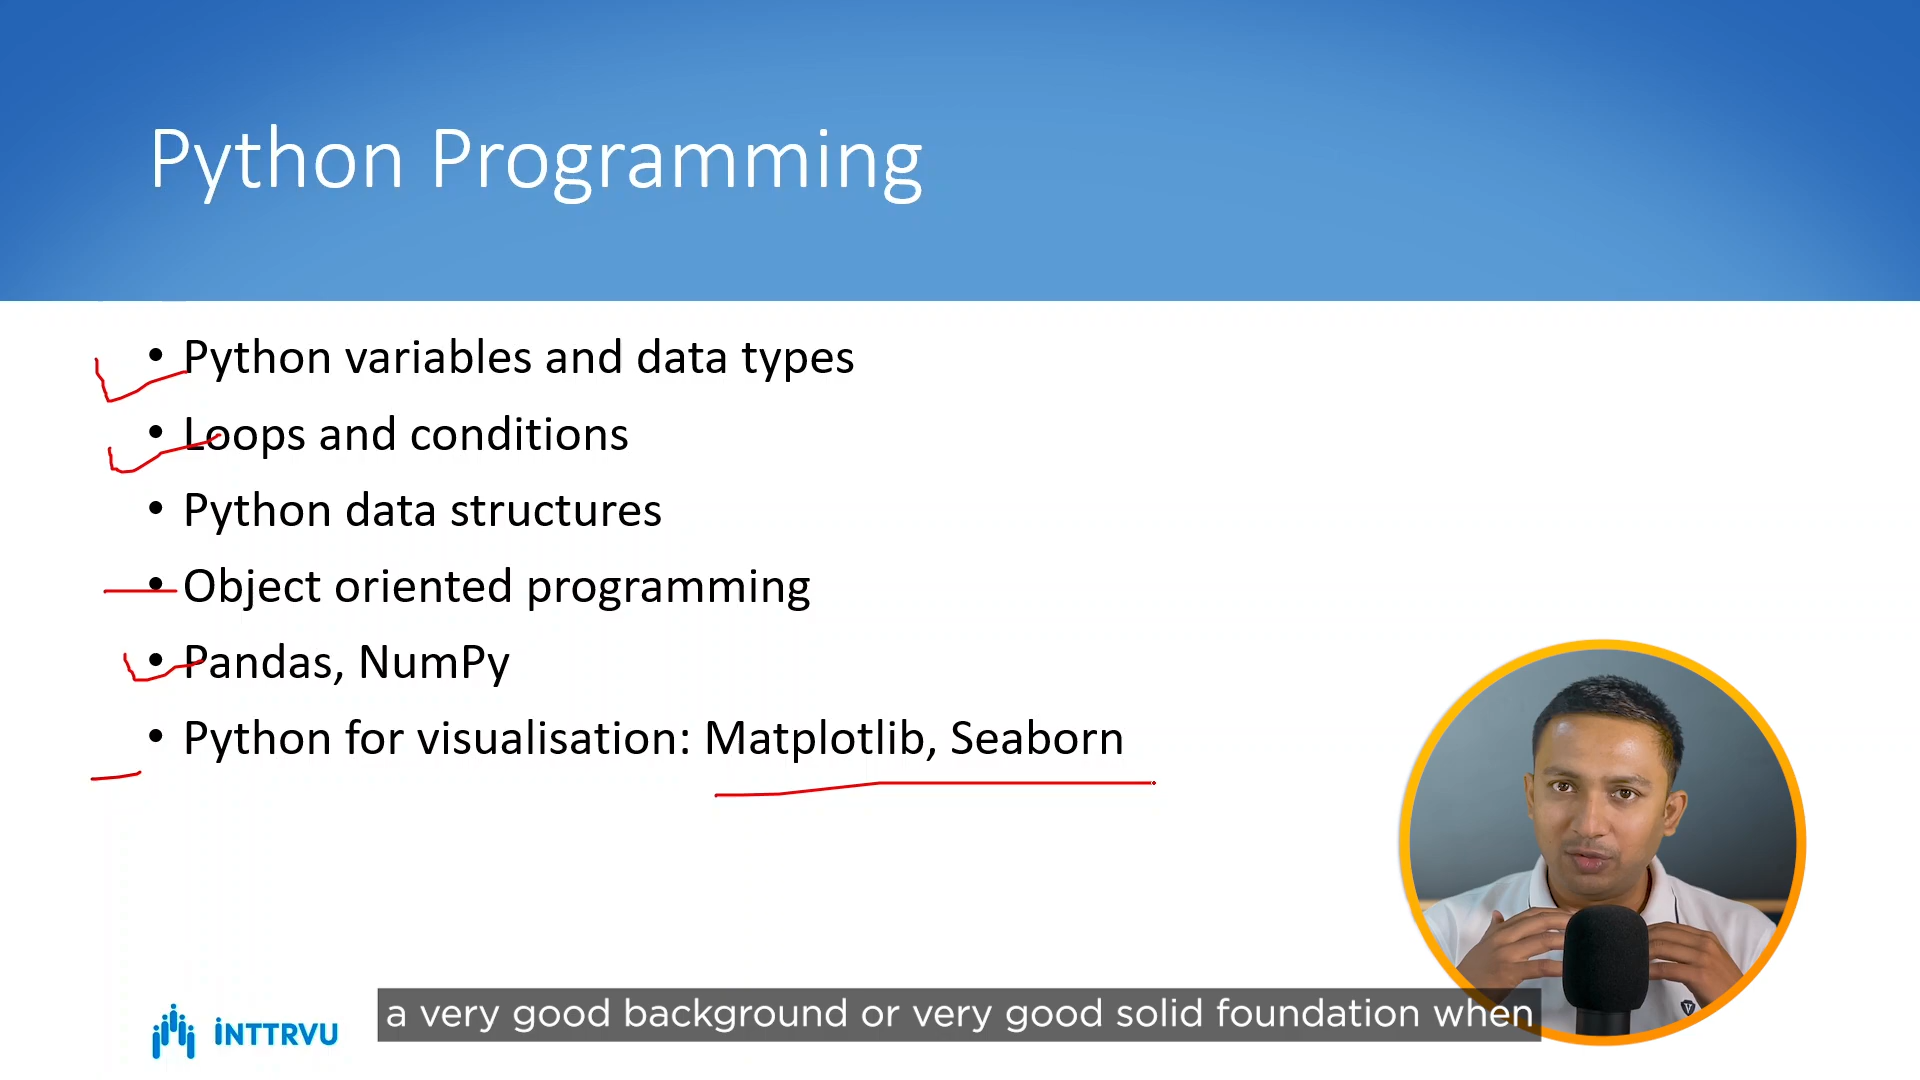 Python Programming
• Python variables and data types
• Loops and conditions
• Python data structures
• Object oriented programming
• Pandas, NumPy
• Python for visualisation: Matplotlib, Seaborn
iNTTRVU
a very good background or very good solid foundation when